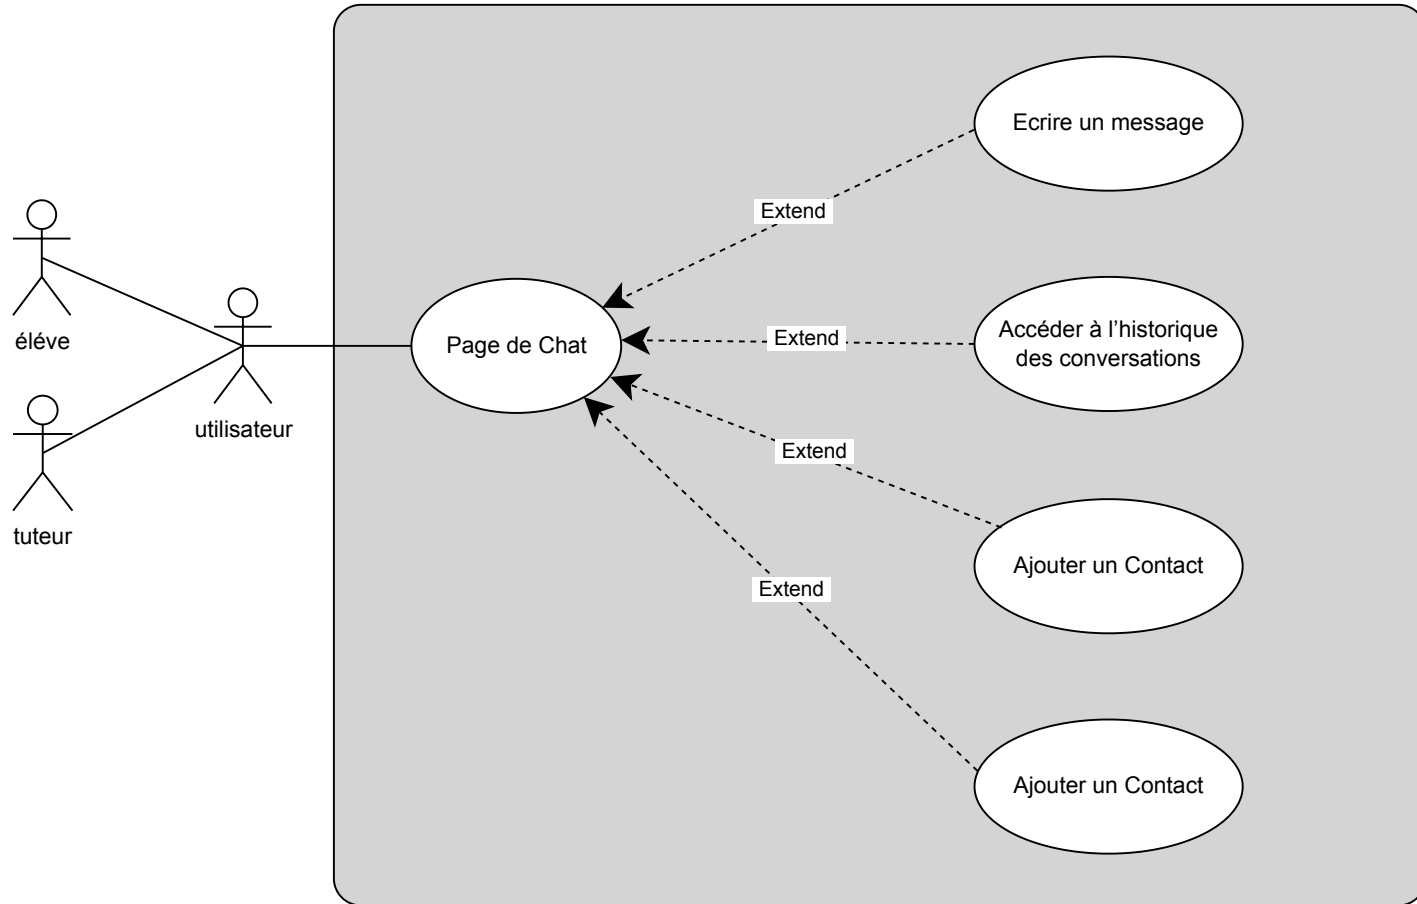 Ecrire un message
Extend
éléve
utilisateur
tuteur
Page de Chat
Extend
Accéder à l’historique
des conversations
Extend
Ajouter un Contact
Extend
Ajouter un Contact